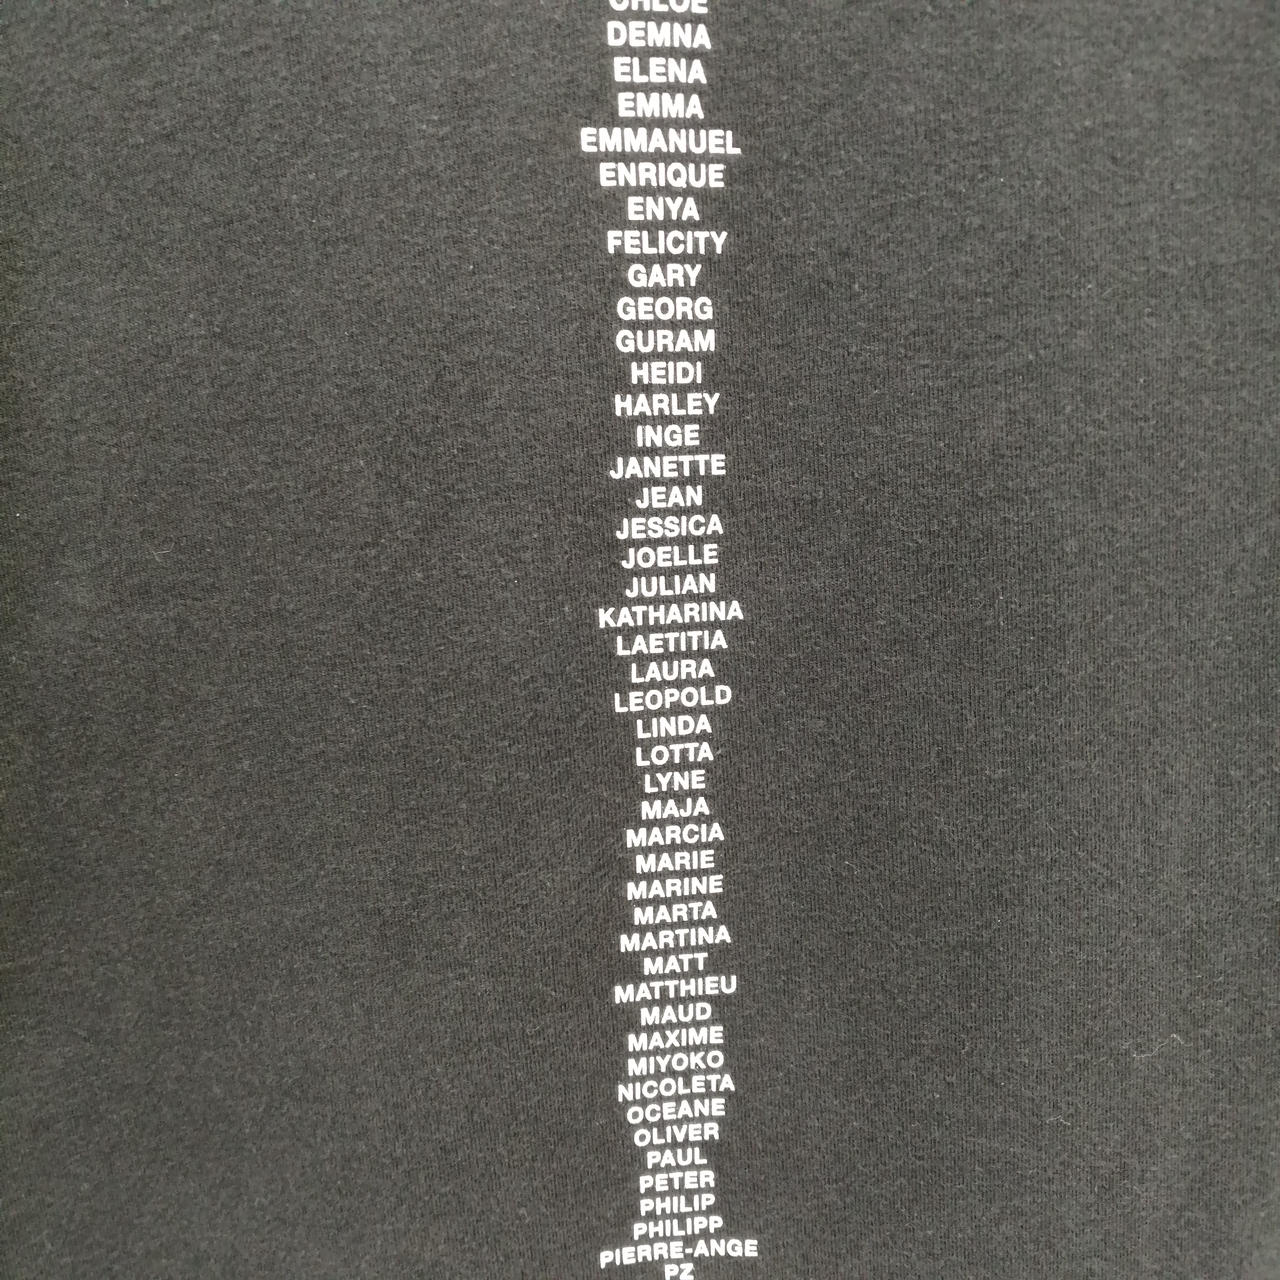 CHLOE
DEMNA
ELENA
EMMA
EMMANUEL
ENRIQUE
ENYA
FELICITY
GARY
GEORG
GURAM
HEIDI
HARLEY
INGE
JANETTE
JEAN
JESSICA
JOELLE
JULIAN
KATHARINA
LAETITIA
LAURA
LEOPOLD
LINDA
LOTTA
LYNE
MAJA
MARCIA
MARIE
MARINE
MARTA
MARTINA
MATT
MATTHIEU
MAUD
MAXIME
MIYOKO
NICOLETA
OCEANE
OLIVER
PAUL
PETER
PHILIP
PHILIPP
PIERRE-ANGE
PZ